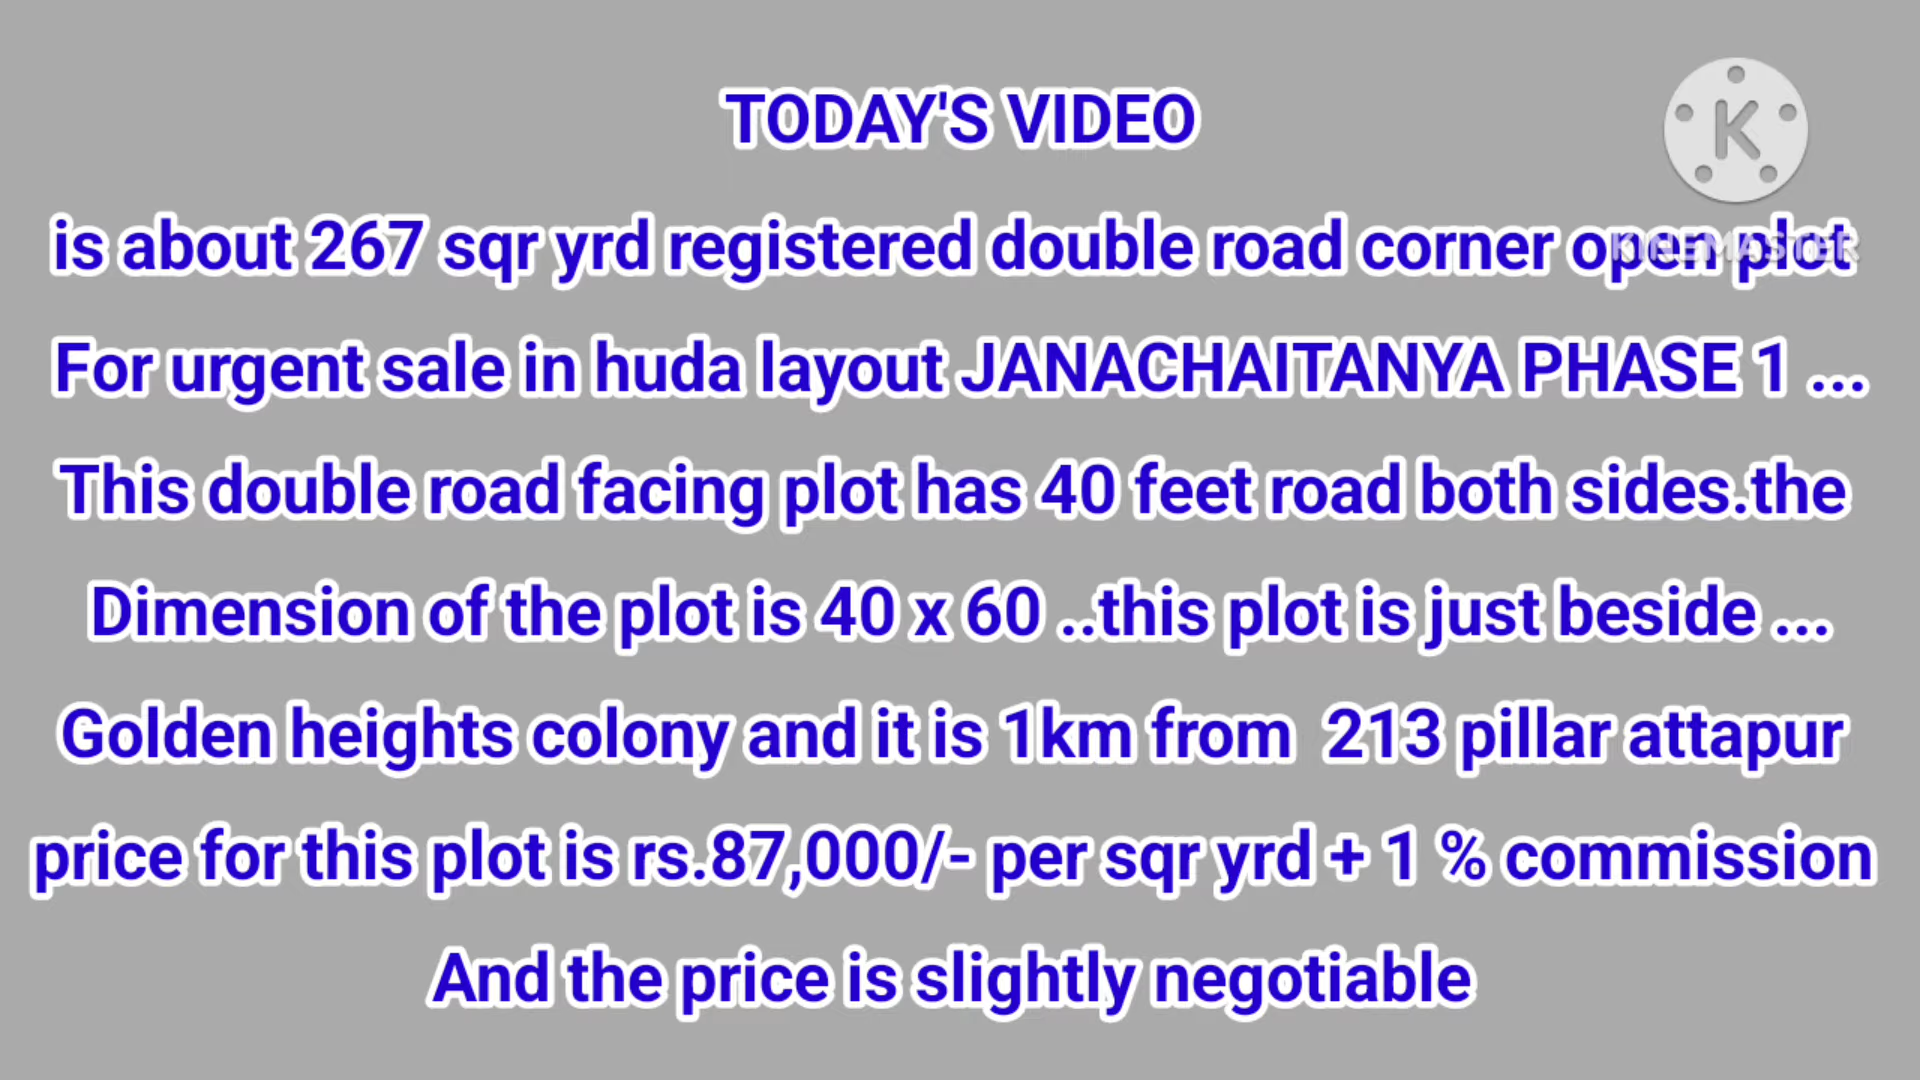 TODAY'S VIDEO
K
is about 267 sqr yrd registered double road corner open plot
KINEMASTER
For urgent sale in huda layout JANACHAITANYA PHASE 1 ...
This double road facing plot has 40 feet road both sides.the
Dimension of the plot is 40 x 60 ..this plot is just beside ...
Golden heights colony and it is 1km from 213 pillar attapur
price for this plot is rs.87,000/- per sqr yrd + 1 % commission
And the price is slightly negotiable